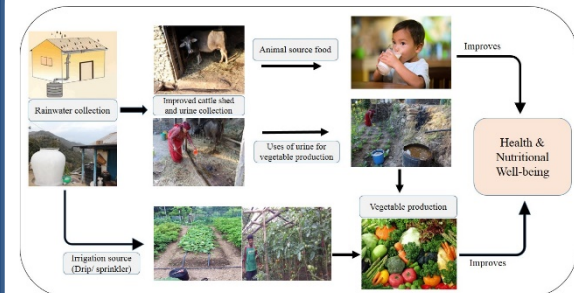 Animal source food
Improves
Rainwater collection
Improved cattle shed
and urine collection
Uses of urine for
vegetable production
Health &
Nutritional
Well-being
Vegetable production
Irrigation source
(Drip/ sprinkler)
Improves